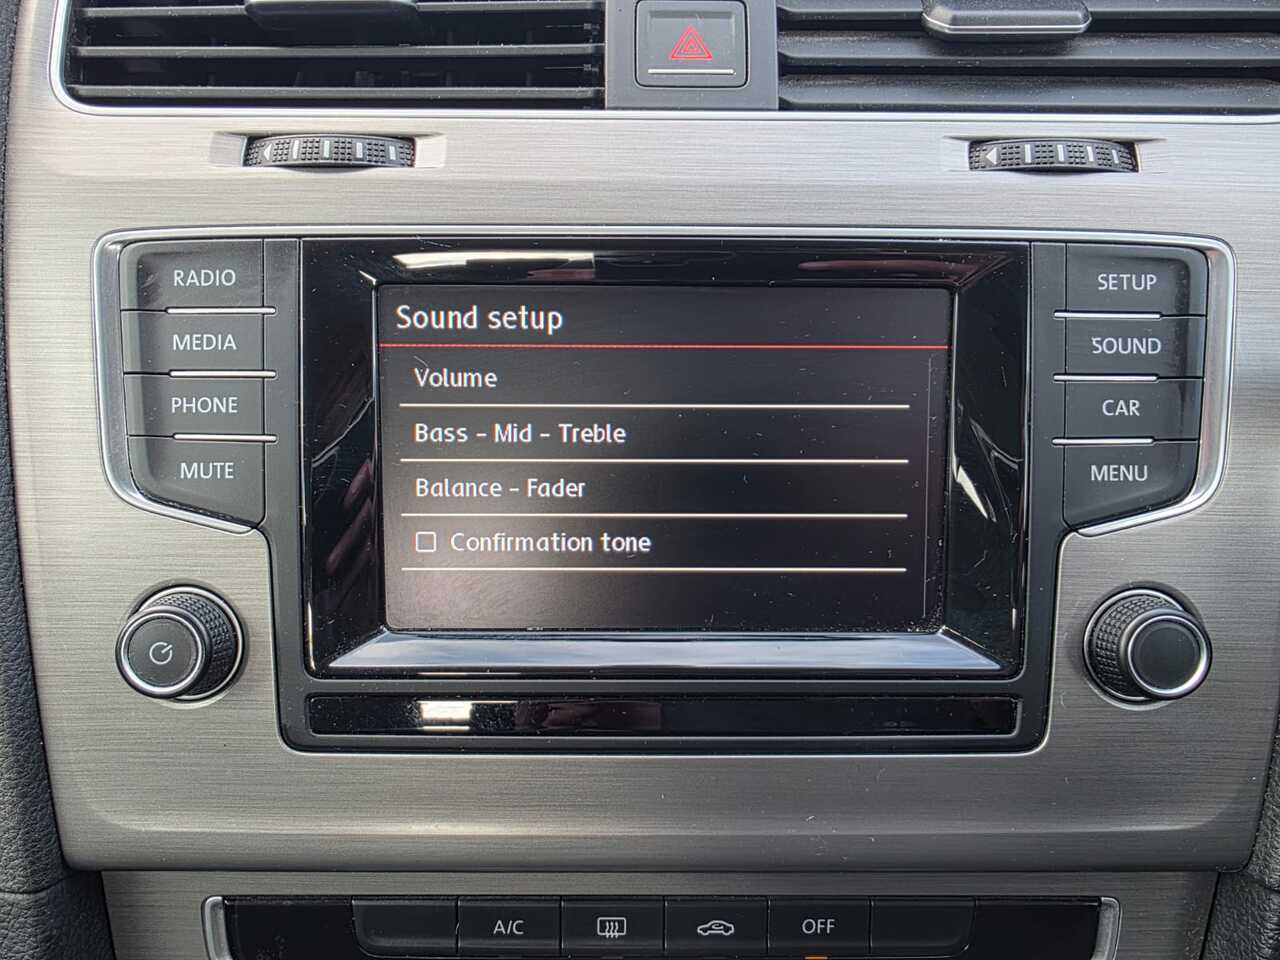 RADIO
MEDIA
PHONE
MUTE
Sound setup
Volume
Bass - Mid - Treble
Balance - Fader
Confirmation tone
SETUP
SOUND
CAR
MENU
A/C
OFF